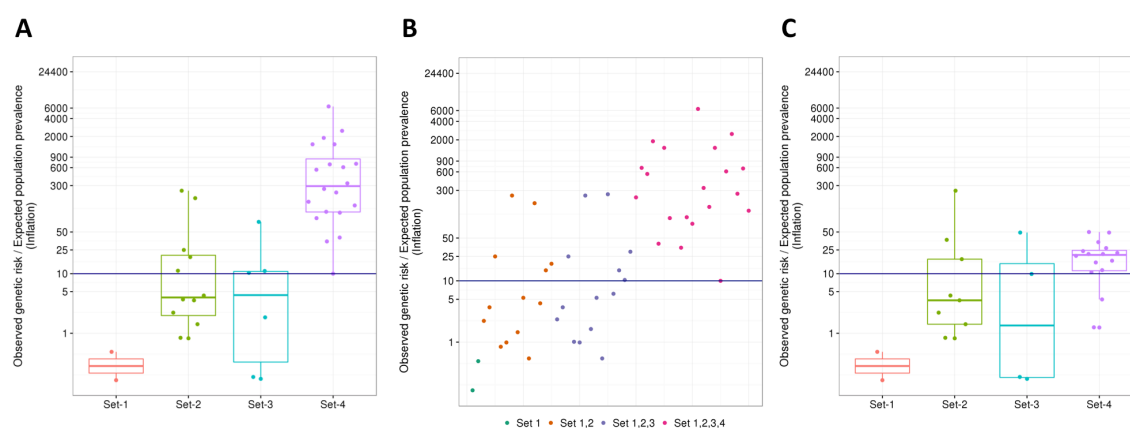 A
B
C
Observed genetic risk / Expected population prevalence
(Inflation)
24400
6000
4000
2000
900
600
300
50
25
10
5
1
Set-1
Set-2
Set-3
Set-4
Observed genetic risk / Expected population prevalence
(Inflation)
24400
6000
4000
2000
900
600
300
50
25
10
5
1
Set 1
Set 1,2
Set 1,2,3
Set 1,2,3,4
Observed genetic risk / Expected population prevalence
(Inflation)
24400
6000
4000
2000
900
600
300
50
25
10
5
1
Set-1
Set-2
Set-3
Set-4